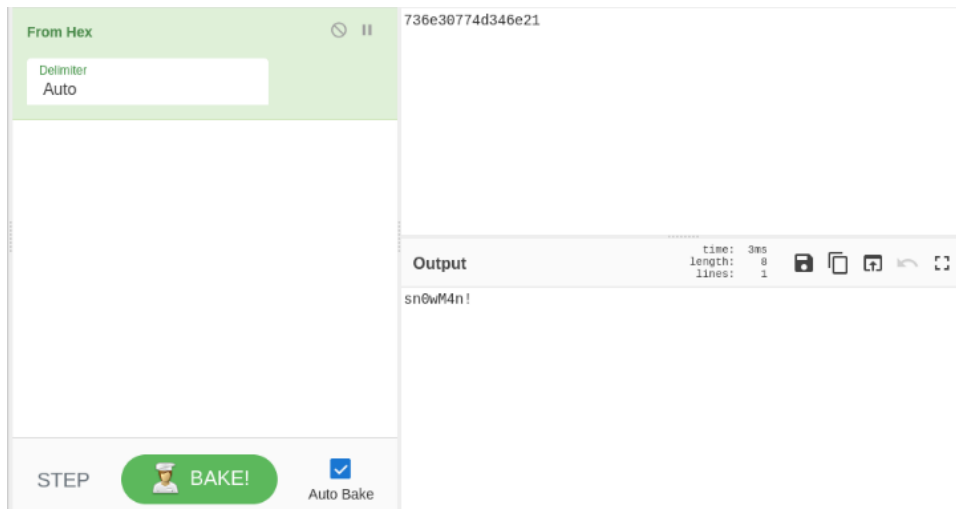 From Hex
Delimiter
Auto
STEP
BAKE!
Auto Bake
736e30774d346e21
Output
time: 3ms
length: 8
lines: 1
sn0wM4n!